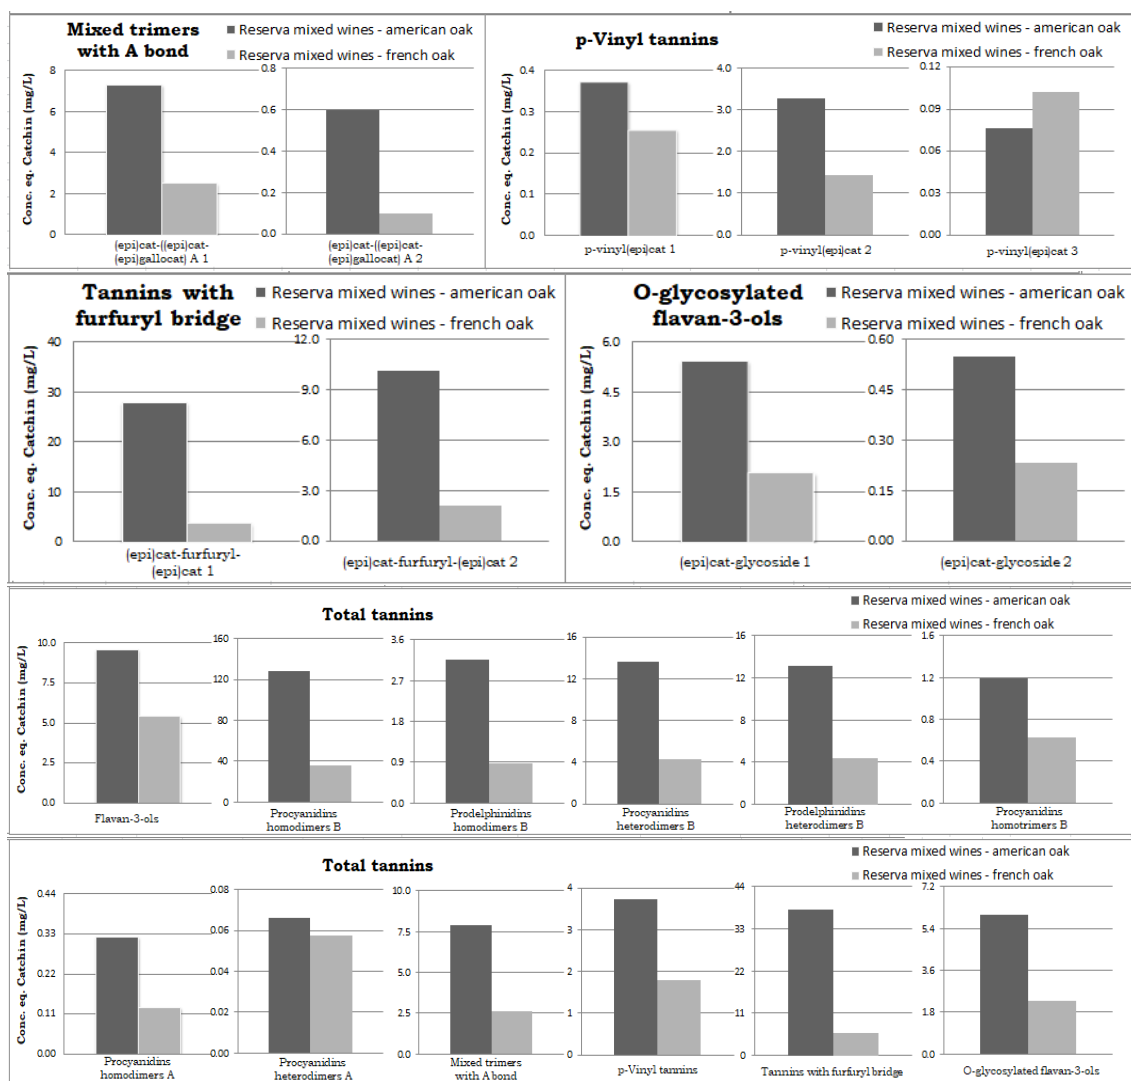 Mixed trimers
with A bond
Reserva mixed wines - american oak
Reserva mixed wines - french oak
Conc. eq. Catchin (mg/L)
8
6
4
2
0
(epi)cat-((epi)cat-
(epi)gallocat) A 1
0.8
0.6
0.4
0.2
0.0
(epi)cat-((epi)cat-
(epi)gallocat) A 2
p-Vinyl tannins
Reserva mixed wines - american oak
Reserva mixed wines - french oak
Conc. eq. Catchin (mg/L)
0.4
0.3
0.2
0.1
0.0
p-vinyl(epi)cat 1
4.0
3.0
2.0
1.0
0.0
p-vinyl(epi)cat 2
0.12
0.09
0.06
0.03
0.00
p-vinyl(epi)cat 3
Tannins with
furfuryl bridge
Reserva mixed wines - american oak
Reserva mixed wines - french oak
Conc. eq. Catchin (mg/L)
40
30
20
10
0
(epi)cat-furfuryl-
(epi)cat 1
12.0
9.0
6.0
3.0
0.0
(epi)cat-furfuryl-(epi)cat 2
O-glycosylated
flavan-3-ols
Reserva mixed wines - american oak
Reserva mixed wines - french oak
Conc. eq. Catchin (mg/L)
6.0
4.5
3.0
1.5
0.0
(epi)cat-glycoside 1
0.60
0.45
0.30
0.15
0.00
(epi)cat-glycoside 2
Total tannins
Reserva mixed wines - american oak
Reserva mixed wines - french oak
Conc. eq. Catchin (mg/L)
10.0
7.5
5.0
2.5
0.0
Flavan-3-ols
160
120
80
40
0
Procyanidins
homodimers B
3.6
2.7
1.8
0.9
0.0
Prodelphinidins
homodimers B
16
12
8
4
0
Procyanidins
heterodimers B
16
12
8
4
0
Prodelphinidins
heterodimers B
1.6
1.2
0.8
0.4
0.0
Procyanidins
homotrimers B
Total tannins
Reserva mixed wines - american oak
Reserva mixed wines - french oak
Conc. eq. Catchin (mg/L)
0.44
0.33
0.22
0.11
0.00
Procyanidins
homodimers A
0.08
0.06
0.04
0.02
0.00
Procyanidins
heterodimers A
10.0
7.5
5.0
2.5
0.0
Mixed trimers
with A bond
4
3
2
1
0
p-Vinyl tannins
44
33
22
11
0
Tannins with furfuryl bridge
7.2
5.4
3.6
1.8
0.0
O-glycosylated flavan-3-ols